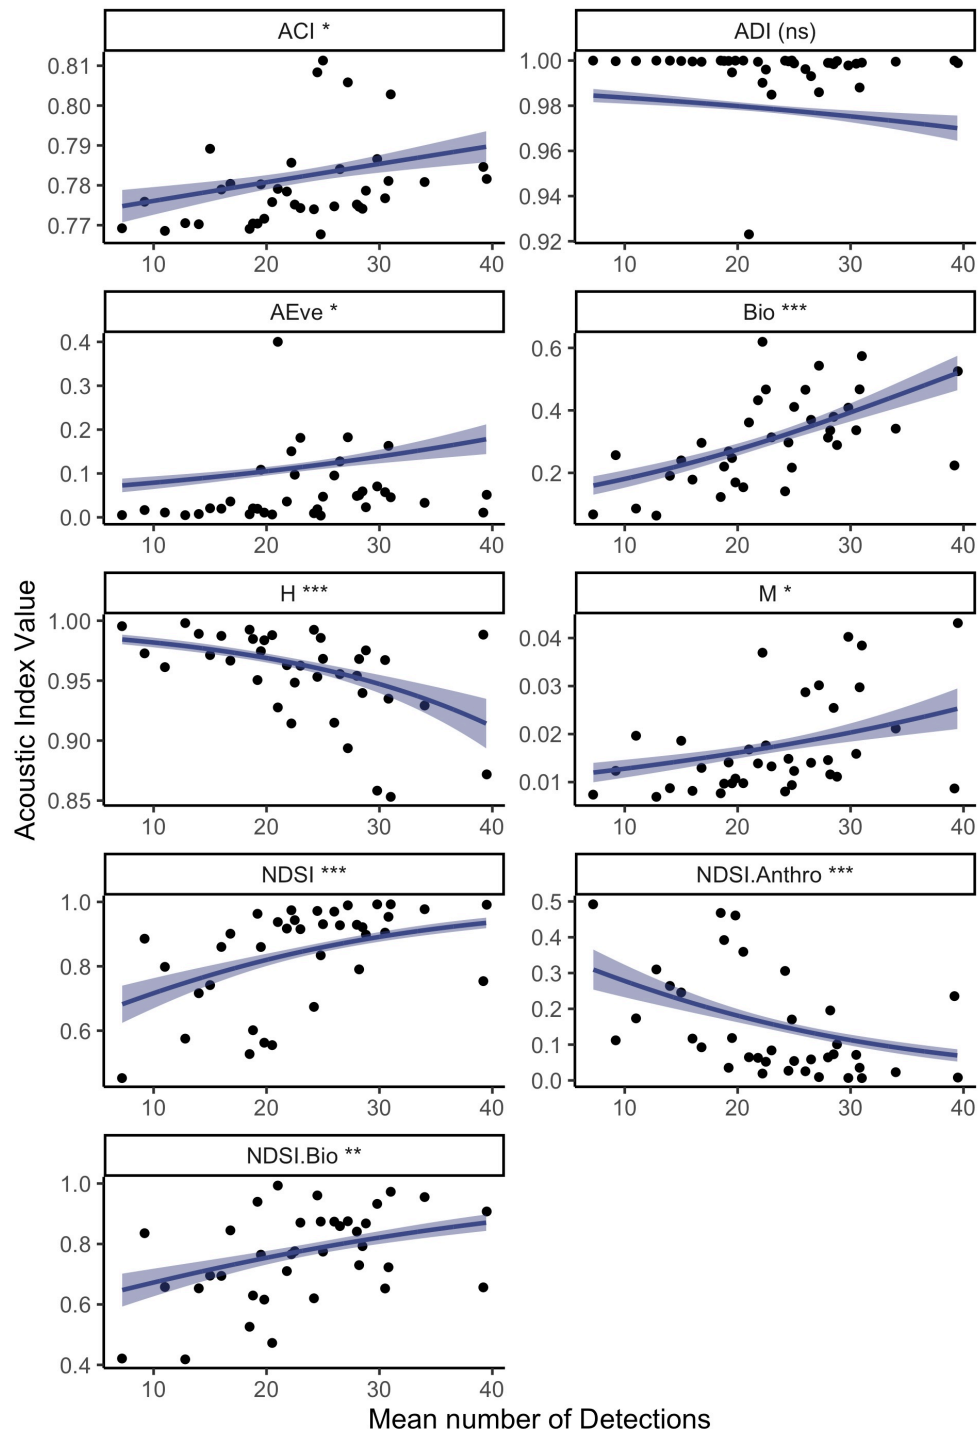 ACI *
ADI (ns)
0.81
0.80
0.79
0.78
0.77
10 20 30 40
1.00
0.98
0.96
0.94
0.92
10 20 30 40
AEve *
Bio ***
0.4
0.3
0.2
0.1
0.0
10 20 30 40
0.6
0.4
0.2
10 20 30 40
H ***
M *
1.00
0.95
0.90
0.85
10 20 30 40
0.04
0.03
0.02
0.01
10 20 30 40
Acoustic Index Value
NDSI ***
NDSI.Anthro ***
1.0
0.8
0.6
10 20 30 40
0.5
0.4
0.3
0.2
0.1
0.0
10 20 30 40
NDSI.Bio **
1.0
0.8
0.6
0.4
10 20 30 40
Mean number of Detections